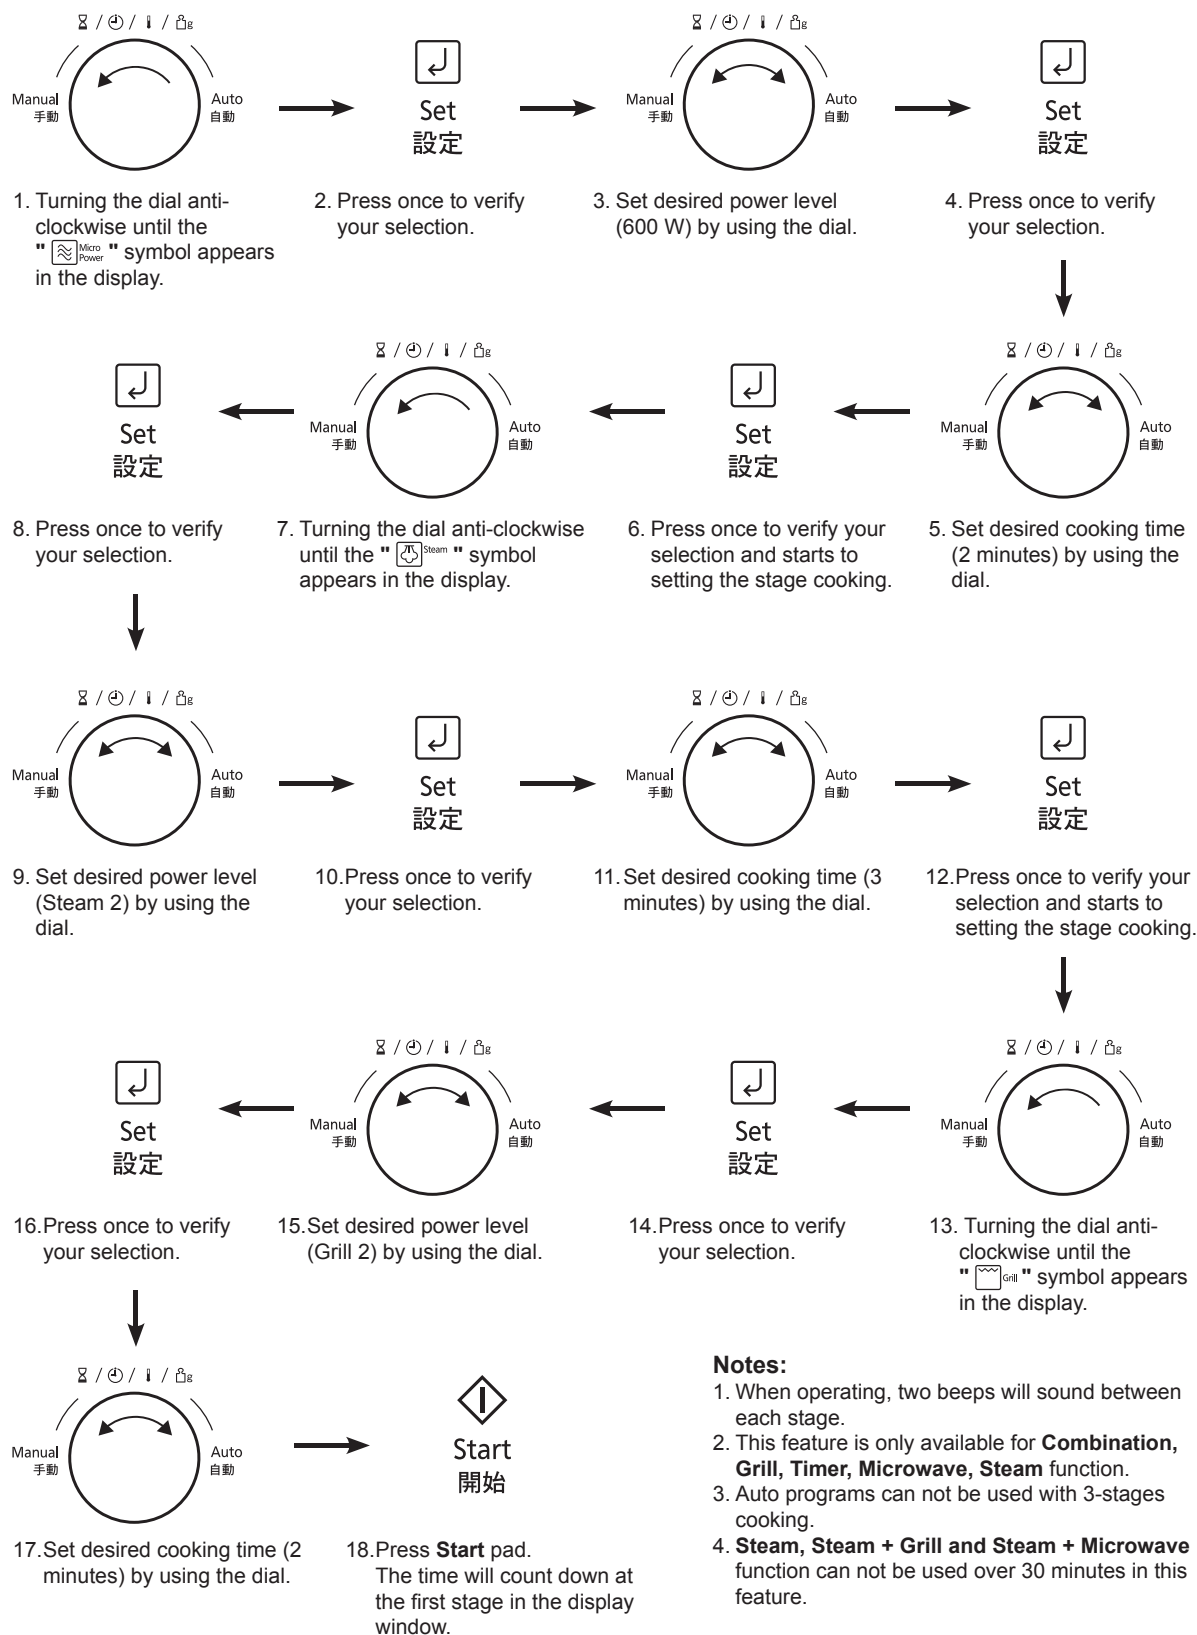 g
Manual
手動
Auto
自動
Set
設定
g
Manual
手動
Auto
自動
Set
設定
1. Turning the dial anti-
clockwise until the
" Micro Power " symbol appears
in the display.
2. Press once to verify
your selection.
3. Set desired power level
(600 W) by using the dial.
4. Press once to verify
your selection.
Set
設定
g
Manual
手動
Auto
自動
Set
設定
g
Manual
手動
Auto
自動
8. Press once to verify
your selection.
7. Turning the dial anti-clockwise
until the " Steam " symbol
appears in the display.
6. Press once to verify your
selection and starts to
setting the stage cooking.
5. Set desired cooking time
(2 minutes) by using the
dial.
g
Manual
手動
Auto
自動
Set
設定
g
Manual
手動
Auto
自動
Set
設定
9. Set desired power level
(Steam 2) by using the
dial.
10.Press once to verify
your selection.
11. Set desired cooking time (3
minutes) by using the dial.
12.Press once to verify your
selection and starts to
setting the stage cooking.
Set
設定
g
Manual
手動
Auto
自動
Set
設定
g
Manual
手動
Auto
自動
16.Press once to verify
your selection.
15.Set desired power level
(Grill 2) by using the dial.
14.Press once to verify
your selection.
13. Turning the dial anti-
clockwise until the
" Grill " symbol appears
in the display.
g
Manual
手動
Auto
自動
Start
開始
17.Set desired cooking time (2
minutes) by using the dial.
18.Press Start pad.
The time will count down at
the first stage in the display
window.
Notes:
1. When operating, two beeps will sound between
each stage.
2. This feature is only available for Combination,
Grill, Timer, Microwave, Steam function.
3. Auto programs can not be used with 3-stages
cooking.
4. Steam, Steam + Grill and Steam + Microwave
function can not be used over 30 minutes in this
feature.